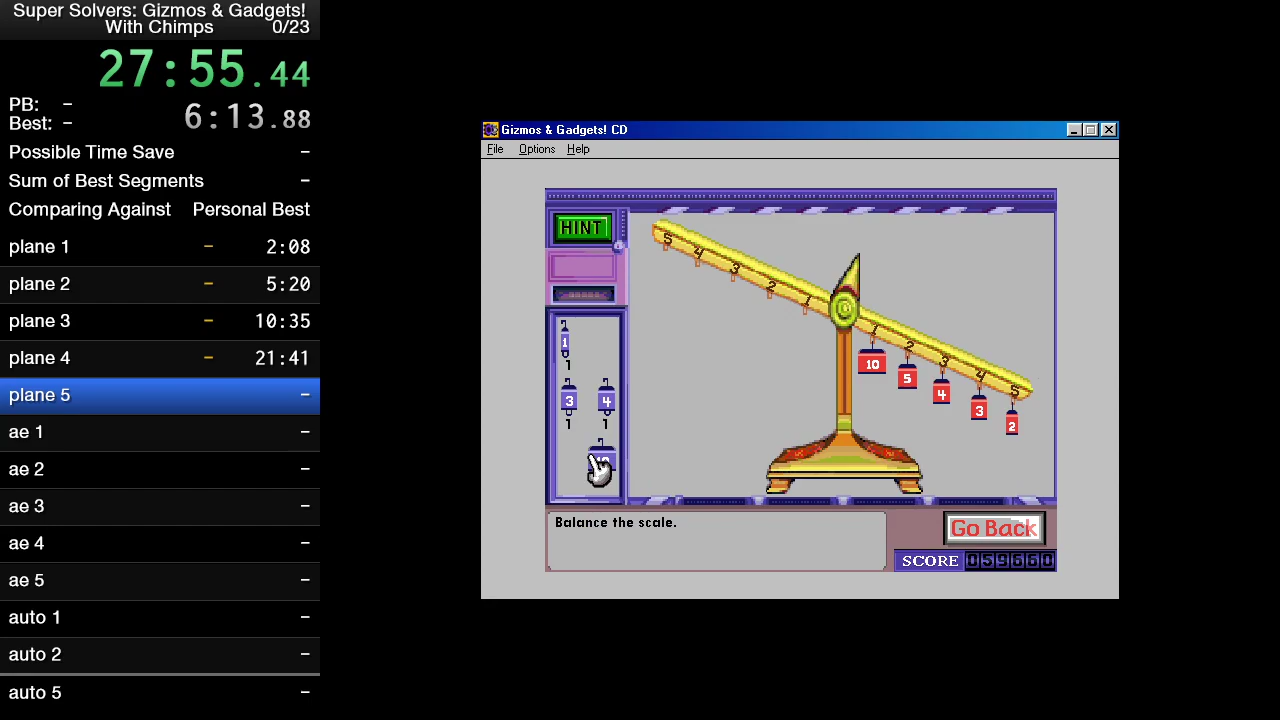 Super Solvers: Gizmos & Gadgets!
With Chimps 0/23
27:55.44
PB: -
Best: -
6:13.88
Possible Time Save -
Sum of Best Segments -
Comparing Against Personal Best
plane 1 - 2:08
plane 2 - 5:20
plane 3 - 10:35
plane 4 - 21:41
plane 5 -
ae 1 -
ae 2 -
ae 3 -
ae 4 -
ae 5 -
auto 1 -
auto 2 -
auto 5 -
Gizmos & Gadgets! CD
File Options Help
HINT
5 4 3 2 1 1 2 3 4 5
10 5 4 3 2
1
1
3 4
1 1
Balance the scale.
Go Back
SCORE 059660